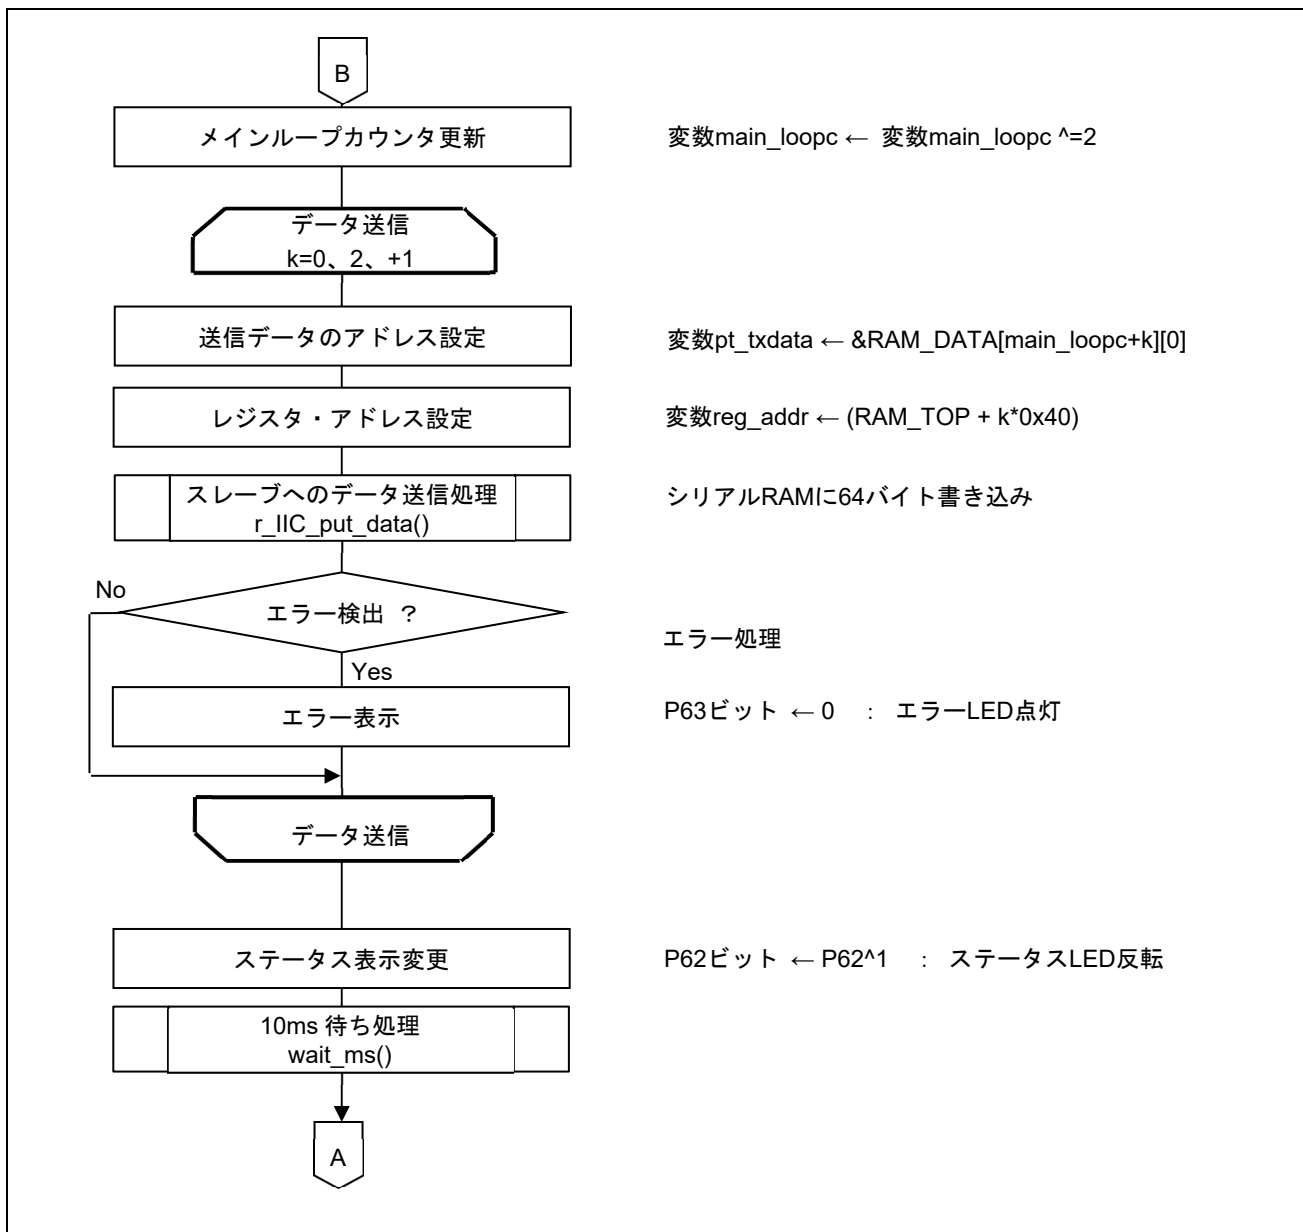 B
メインループカウンタ更新
変数main_loopc ← 変数main_loopc ^=2
データ送信
k=0、2、+1
送信データのアドレス設定
変数pt_txdata ← &RAM_DATA[main_loopc+k][0]
レジスタ・アドレス設定
変数reg_addr ← (RAM_TOP + k*0x40)
スレーブへのデータ送信処理
r_IIC_put_data()
シリアルRAMに64バイト書き込み
No
エラー検出 ？
エラー処理
Yes
エラー表示
P63ビット ← 0 ： エラーLED点灯
データ送信
ステータス表示変更
P62ビット ← P62^1 ： ステータスLED反転
10ms 待ち処理
wait_ms()
A